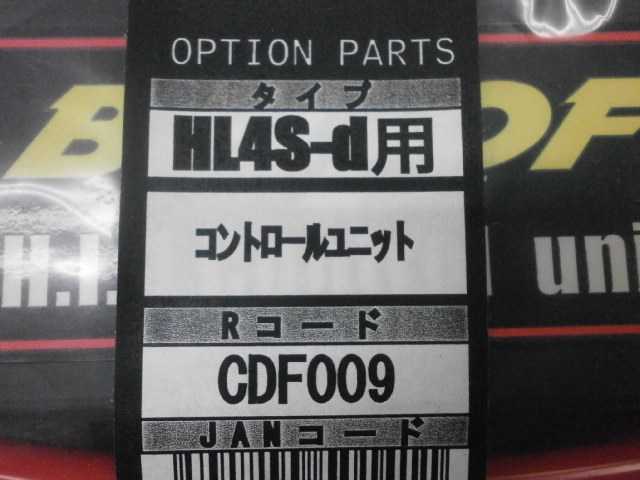 OPTION PARTS
タイプ
HL4S-d用
コントロールユニット
Rコード
CDF009
JANコード
H.I.
uni